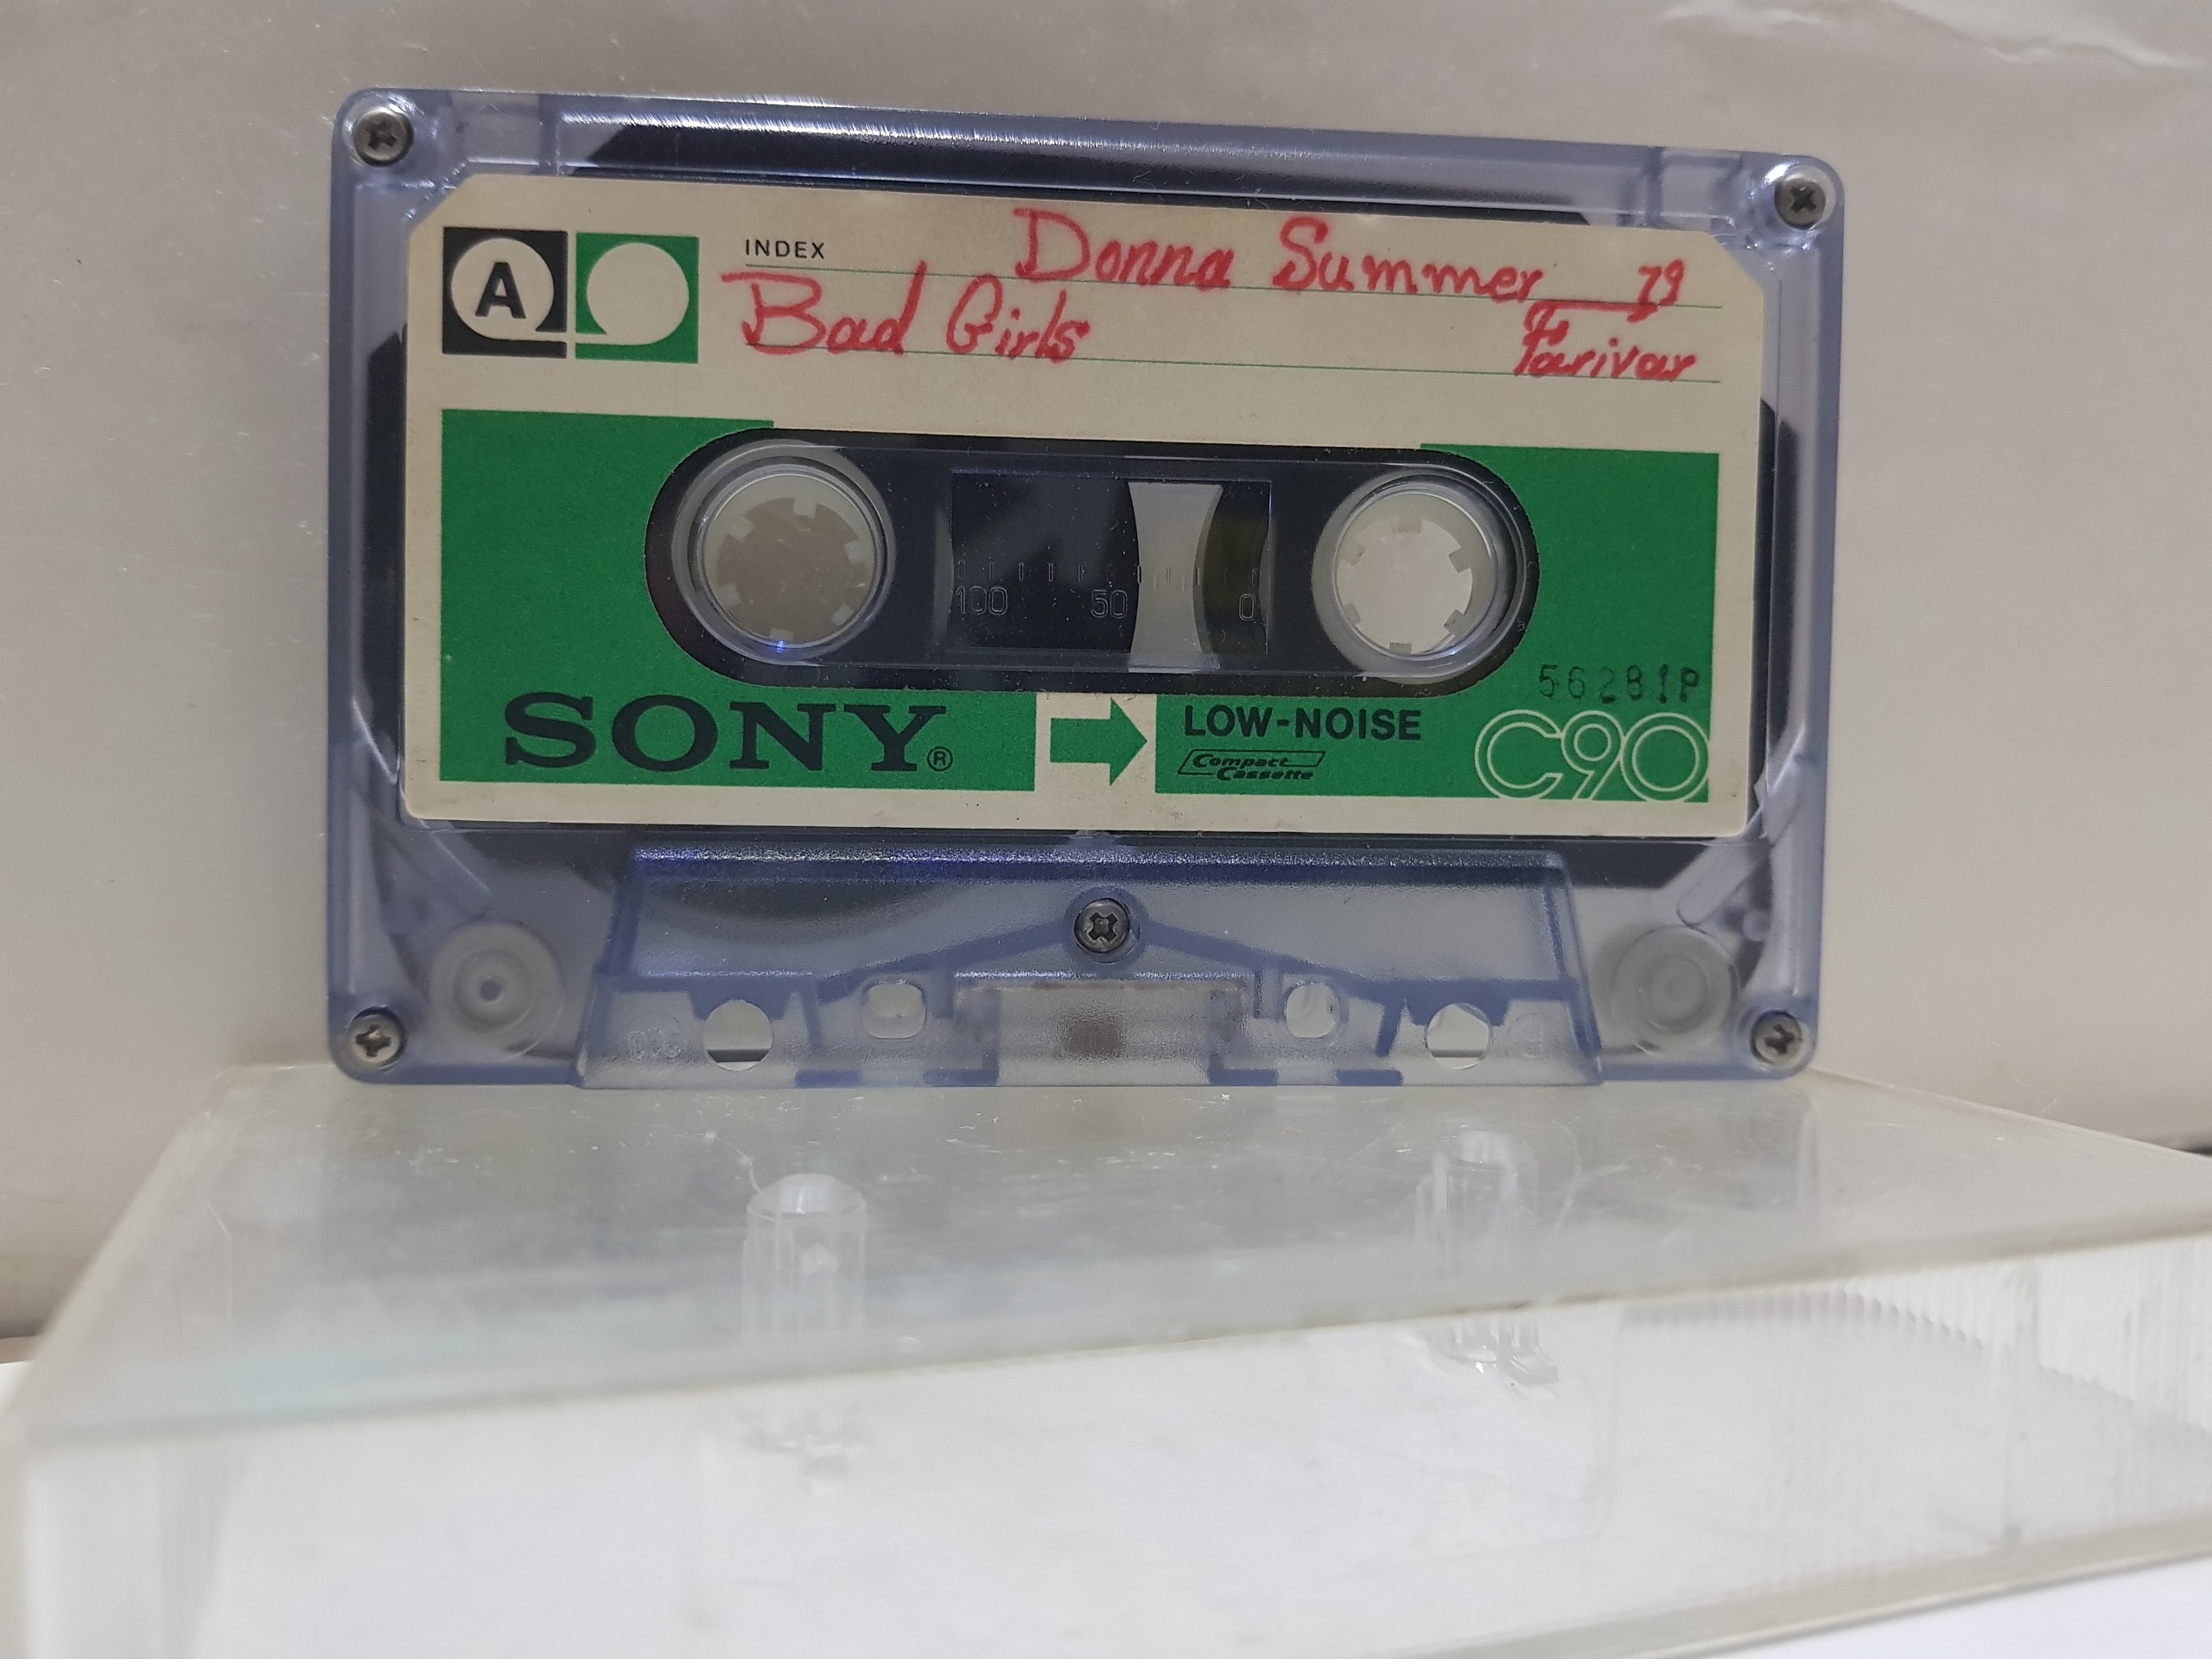 A
INDEX
Donna Summer 79
Bad Girls
Farivar
100 50 0
56281P
SONY®
LOW-NOISE
Compact
Cassette
C90